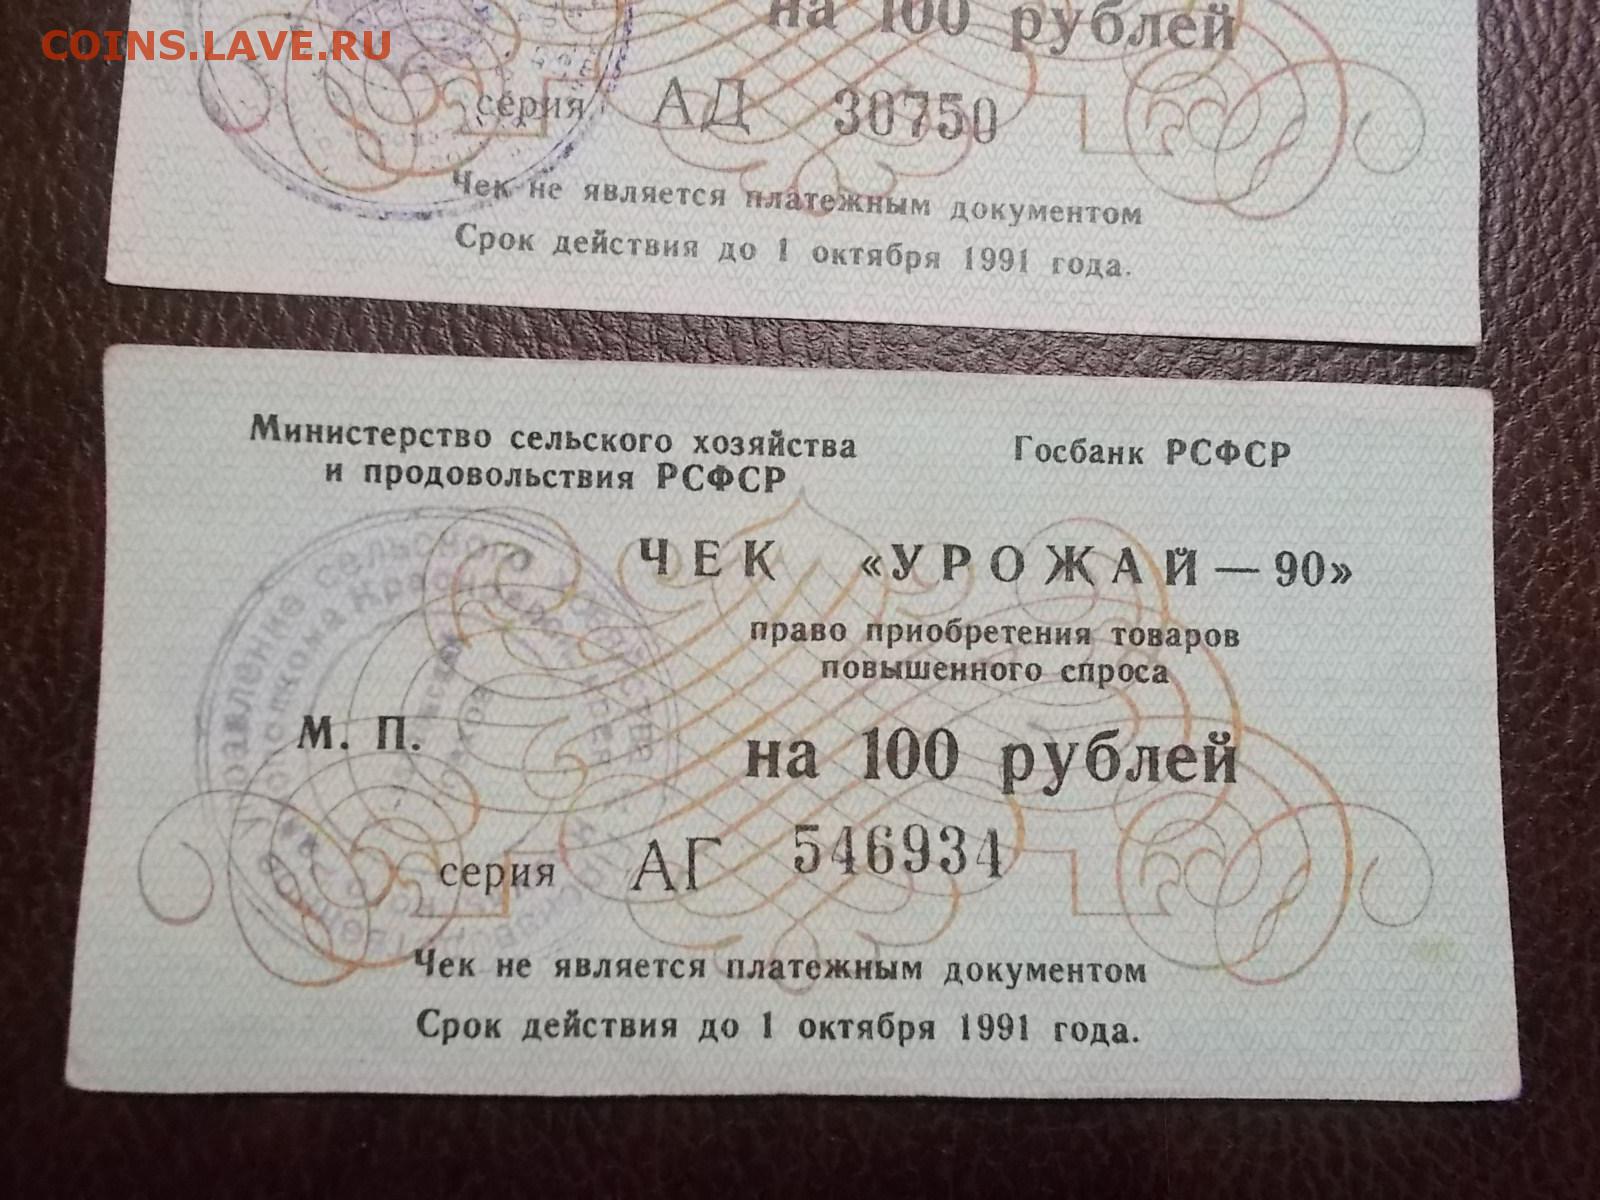 COINS.LAVE.RU
на 100 рублей
серия АД 30750
Чек не является платежным документом
Срок действия до 1 октября 1991 года.
Министерство сельского хозяйства
и продовольствия РСФСР
Госбанк РСФСР
ЧЕК «УРОЖАЙ — 90»
право приобретения товаров
повышенного спроса
М. П.
на 100 рублей
серия АГ 546934
Чек не является платежным документом
Срок действия до 1 октября 1991 года.
управление сельского